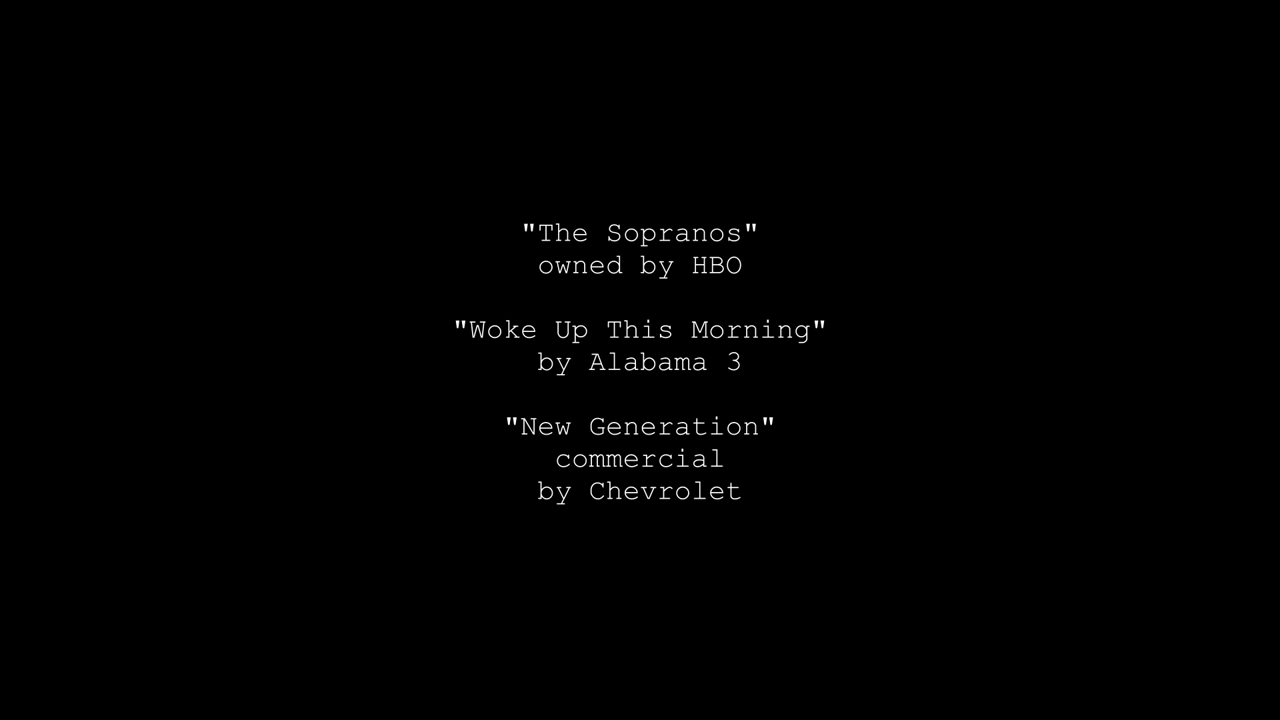 "The Sopranos"
owned by HBO
"Woke Up This Morning"
by Alabama 3
"New Generation"
commercial
by Chevrolet